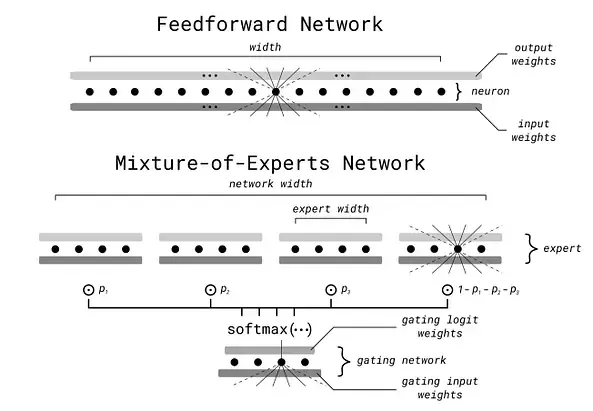 Feedforward Network
width
output
weights
neuron
input
weights
Mixture-of-Experts Network
network width
expert width
expert
p₁
p₂
p₃
1-p₁-p₂-p₃
softmax(···)
gating logit
weights
gating network
gating input
weights